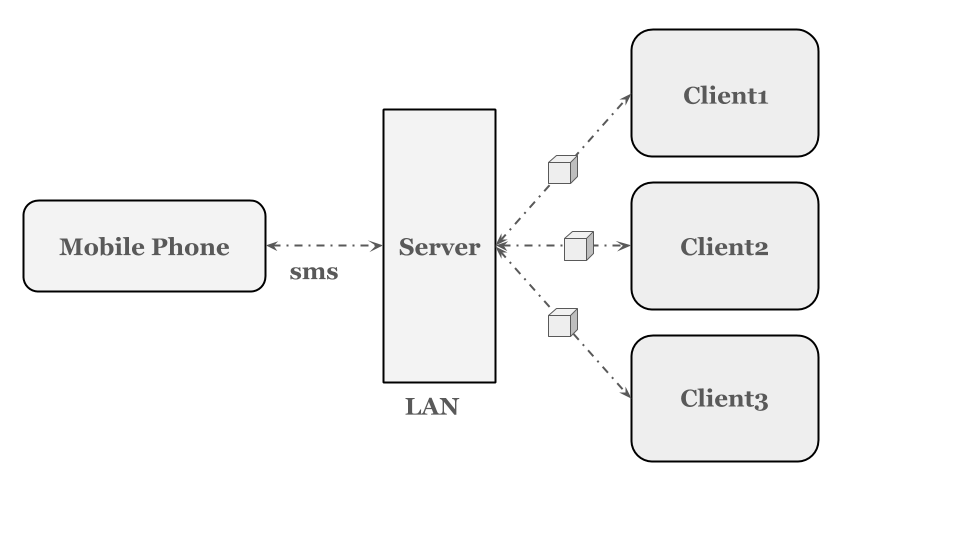 Client1
Mobile Phone
sms
Server
LAN
Client2
Client3